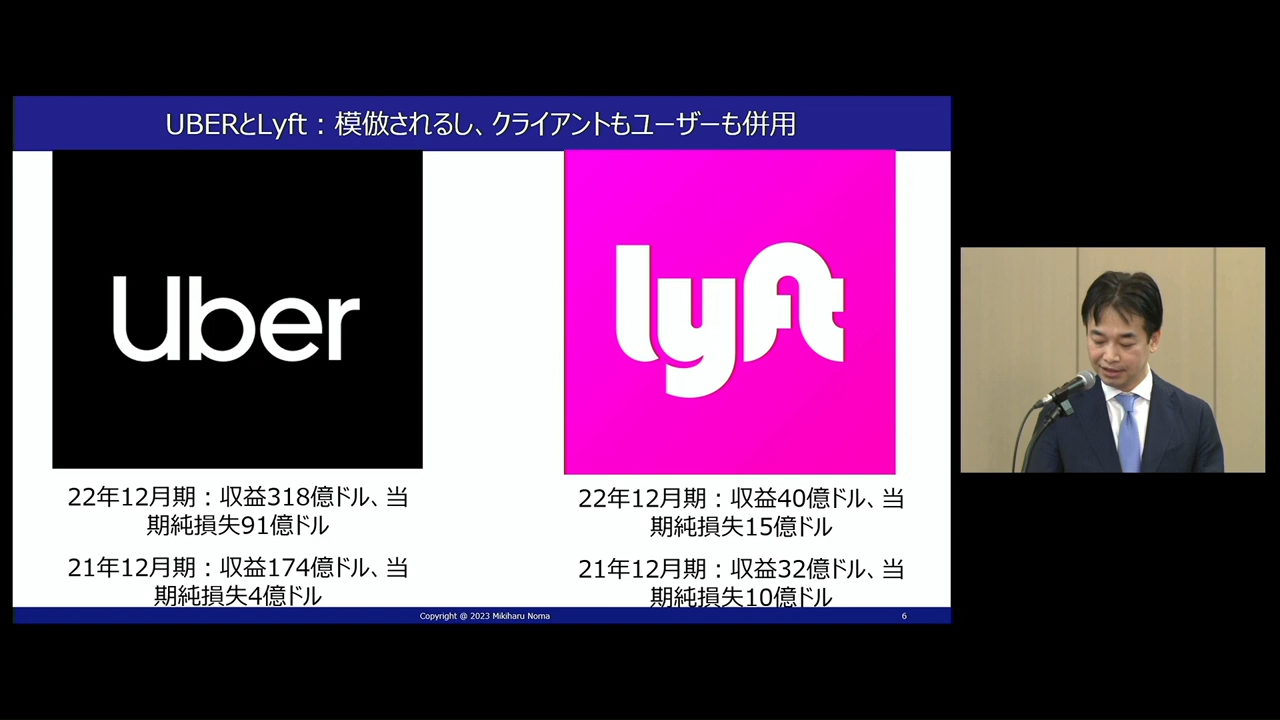 UBERとLyft：模倣されるし、クライアントもユーザーも併用
Uber
lyft
22年12月期：収益318億ドル、当
期純損失91億ドル
21年12月期：収益174億ドル、当
期純損失4億ドル
22年12月期：収益40億ドル、当
期純損失15億ドル
21年12月期：収益32億ドル、当
期純損失10億ドル
Copyright @ 2023 Mikiharu Noma
6